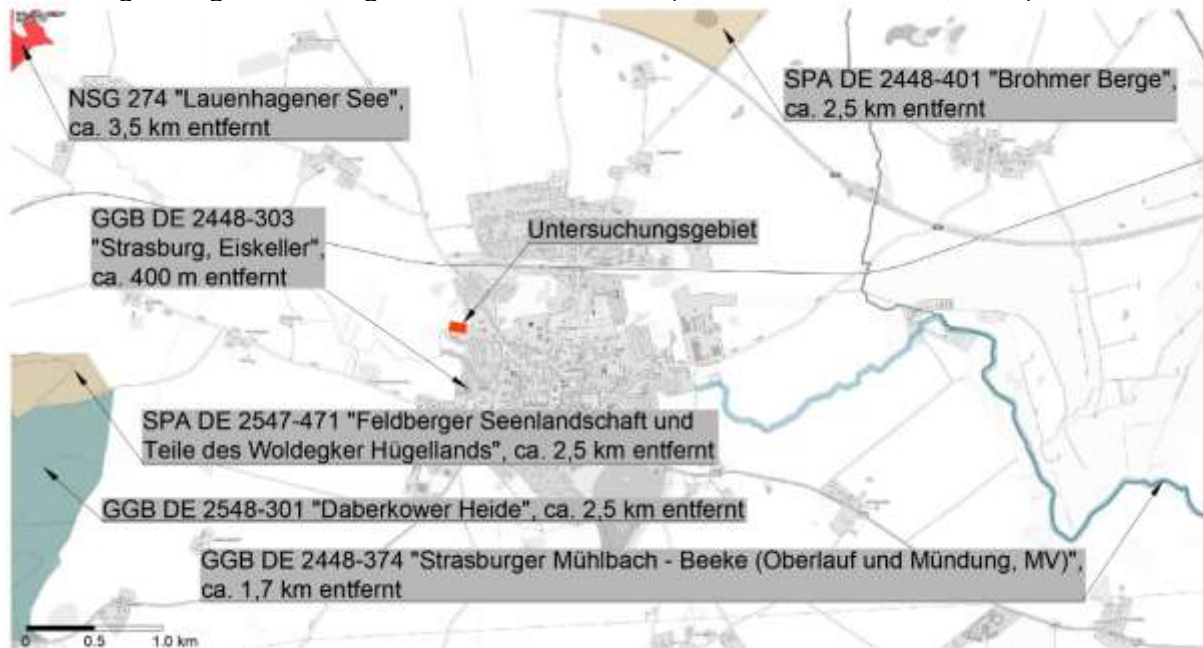 NSG 274 "Lauenhagener See",
ca. 3,5 km entfernt
SPA DE 2448-401 "Brohmer Berge",
ca. 2,5 km entfernt
GGB DE 2448-303
"Strasburg, Eiskeller",
ca. 400 m entfernt
Untersuchungsgebiet
SPA DE 2547-471 "Feldberger Seenlandschaft und
Teile des Woldegker Hügellands", ca. 2,5 km entfernt
GGB DE 2548-301 "Daberkower Heide", ca. 2,5 km entfernt
GGB DE 2448-374 "Strasburger Mühlbach - Beeke (Oberlauf und Mündung, MV)",
ca. 1,7 km entfernt
0 0.5 1.0 km